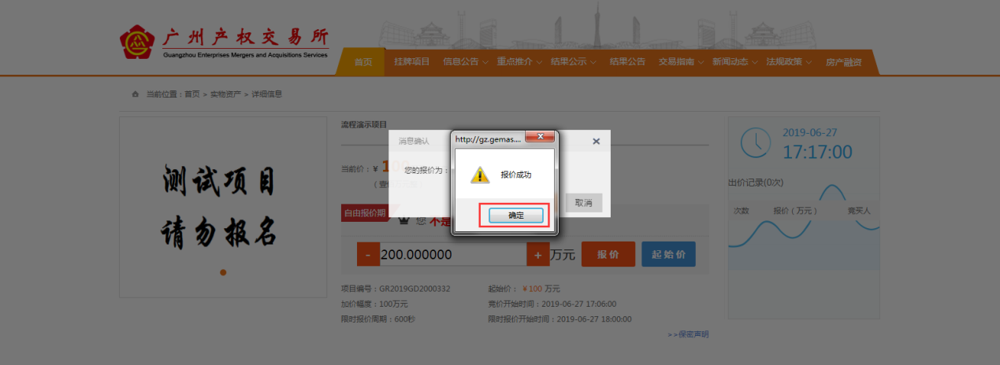 广州产权交易所
Guangzhou Enterprises Mergers and Acquisitions Services
首页 挂牌项目 信息公告 重点推介 结果公示 结果公告 交易指南 新闻动态 法规政策 房产融资
当前位置：首页 > 实物资产 > 详细信息
测试项目
请勿报名
流程演示项目
当前价：¥ 100
消息确认
您的报价为：
取消
http://gz.gemas....
报价成功
确定
自由报价期
您 不是
- 200.000000 + 万元 报价 起始价
项目编号：GR2019GD2000332 起始价：¥100 万元
加价幅度：100万元 竞价开始时间：2019-06-27 17:06:00
限时报价周期：600秒 限时报价开始时间：2019-06-27 18:00:00
>>保密声明
2019-06-27
17:17:00
出价记录(0次)
次数 报价（万元） 竞买人